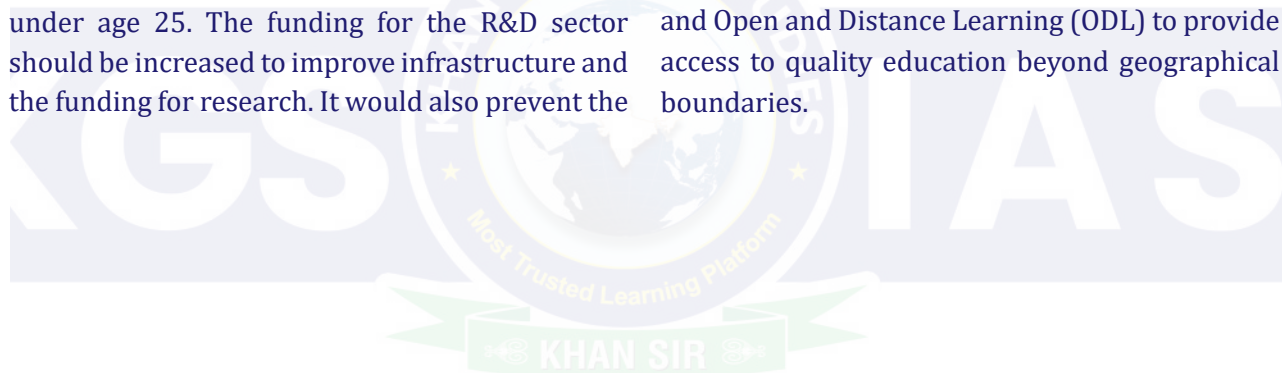 under age 25. The funding for the R&D sector
should be increased to improve infrastructure and
the funding for research. It would also prevent the
and Open and Distance Learning (ODL) to provide
access to quality education beyond geographical
boundaries.
KGS IAS
Most Trusted Learning Platform
KHAN SIR